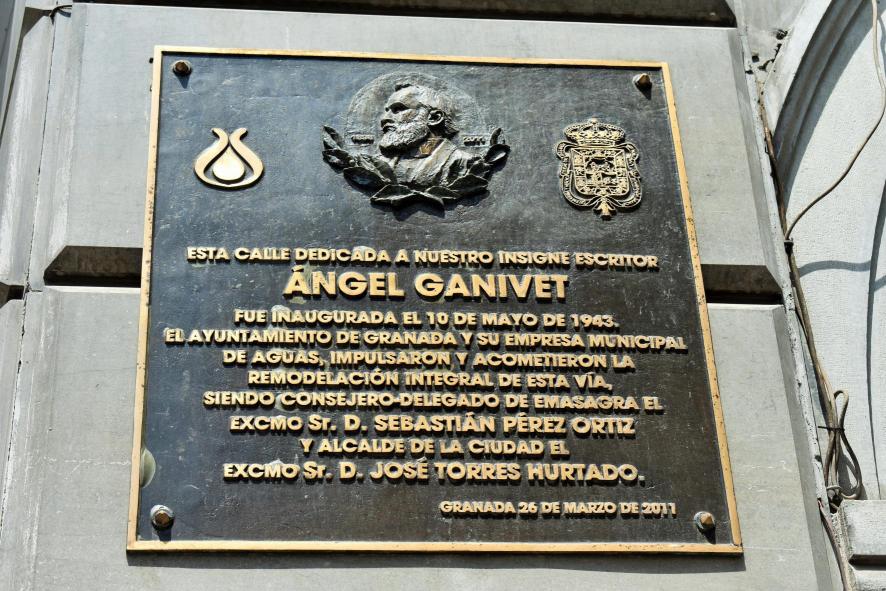 ESTA CALLE DEDICADA A NUESTRO INSIGNE ESCRITOR
ÁNGEL GANIVET
FUE INAUGURADA EL 10 DE MAYO DE 1943.
EL AYUNTAMIENTO DE GRANADA Y SU EMPRESA MUNICIPAL
DE AGUAS, IMPULSARON Y ACOMETIERON LA
REMODELACIÓN INTEGRAL DE ESTA VÍA,
SIENDO CONSEJERO-DELEGADO DE EMASAGRA EL
EXCMO Sr. D. SEBASTIÁN PÉREZ ORTIZ
Y ALCALDE DE LA CIUDAD EL
EXCMO Sr. D. JOSÉ TORRES HURTADO.
GRANADA 26 DE MARZO DE 2011